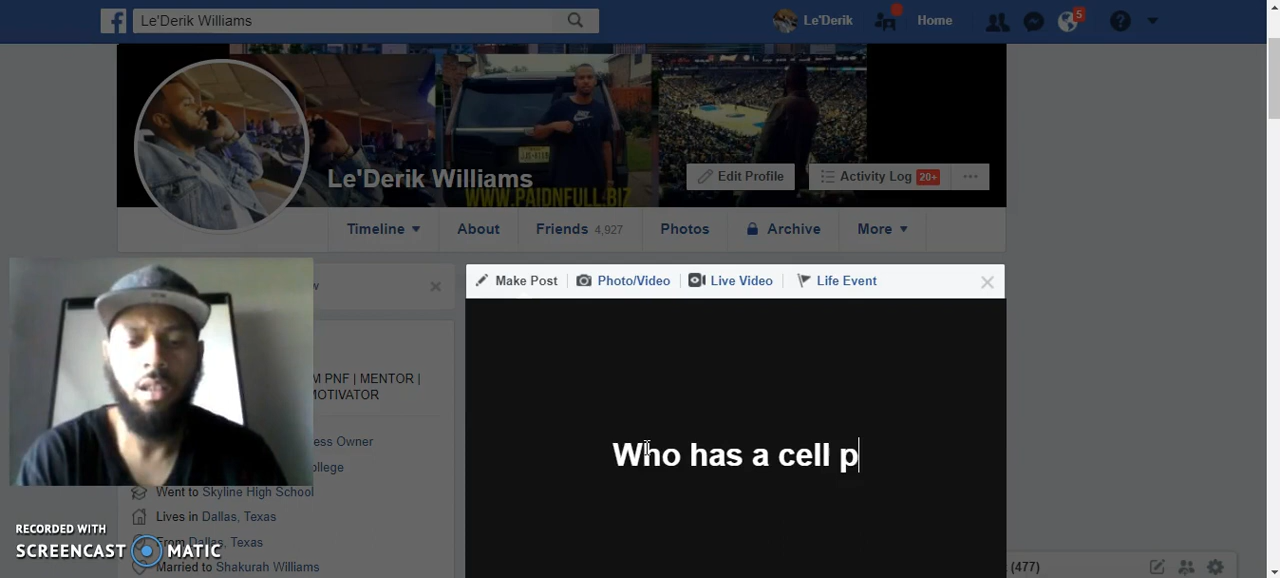 Le'Derik Williams
Le'Derik
Home
5
Le'Derik Williams
WWW.PAIDNFULL.BIZ
Edit Profile
Activity Log 20+
Timeline
About
Friends 4,927
Photos
Archive
More
Make Post
Photo/Video
Live Video
Life Event
M PNF | MENTOR |
MOTIVATOR
Who has a cell p
ess Owner
ollege
Went to Skyline High School
Lives in Dallas, Texas
From Dallas, Texas
Married to Shakurah Williams
RECORDED WITH
SCREENCAST MATIC
(477)